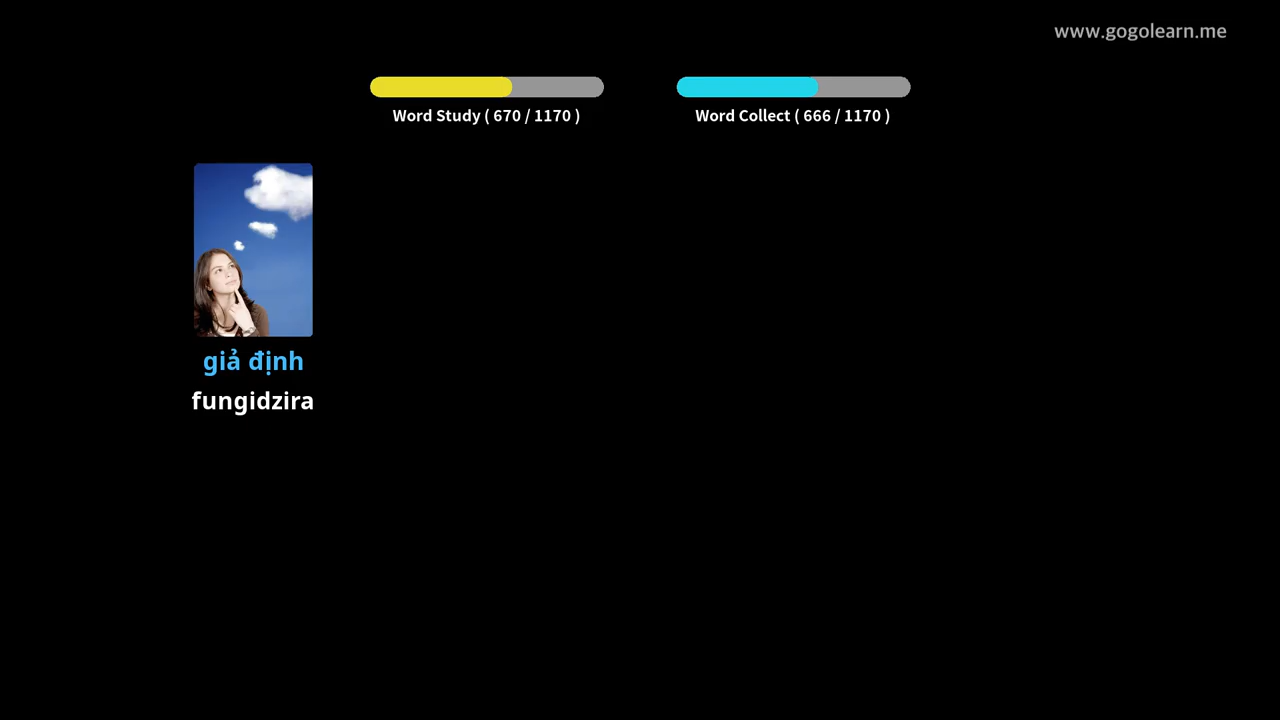 www.gogolearn.me
Word Study ( 670 / 1170 )
Word Collect ( 666 / 1170 )
giả định
fungidzira